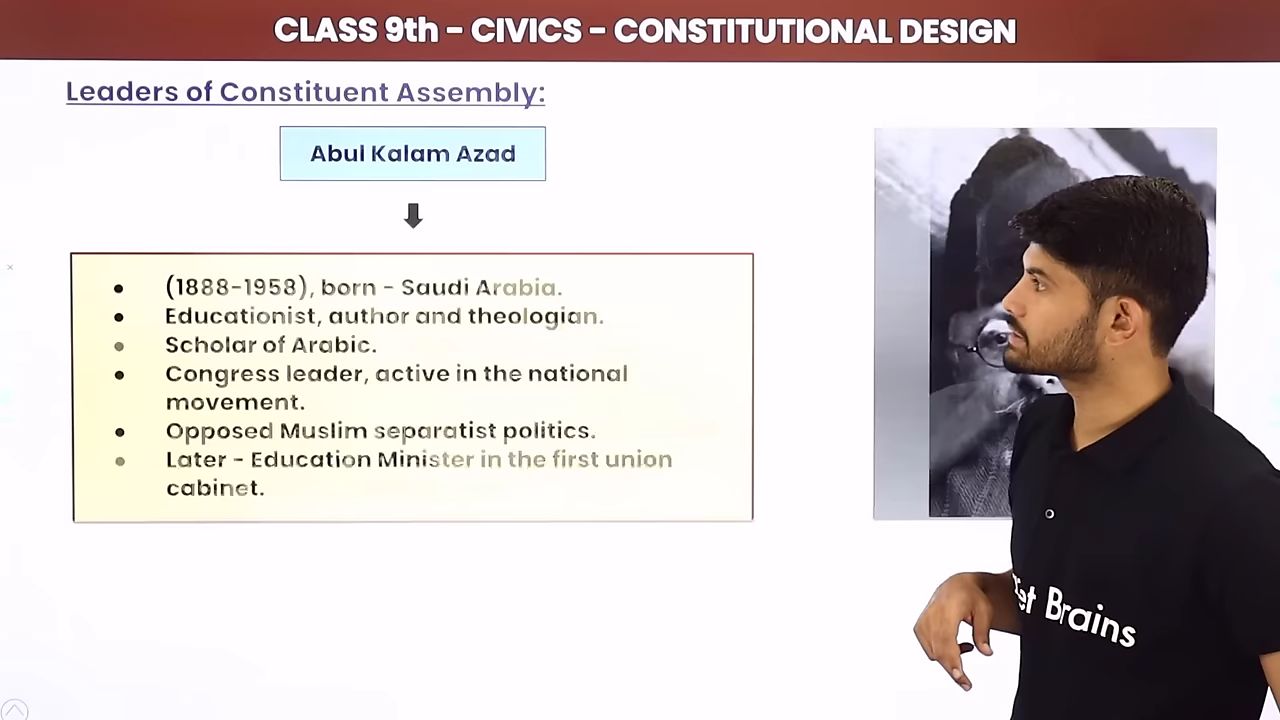 CLASS 9th - CIVICS - CONSTITUTIONAL DESIGN
Leaders of Constituent Assembly:
Abul Kalam Azad
(1888-1958), born - Saudi Arabia.
Educationist, author and theologian.
Scholar of Arabic.
Congress leader, active in the national
movement.
Opposed Muslim separatist politics.
Later - Education Minister in the first union
cabinet.
Brains